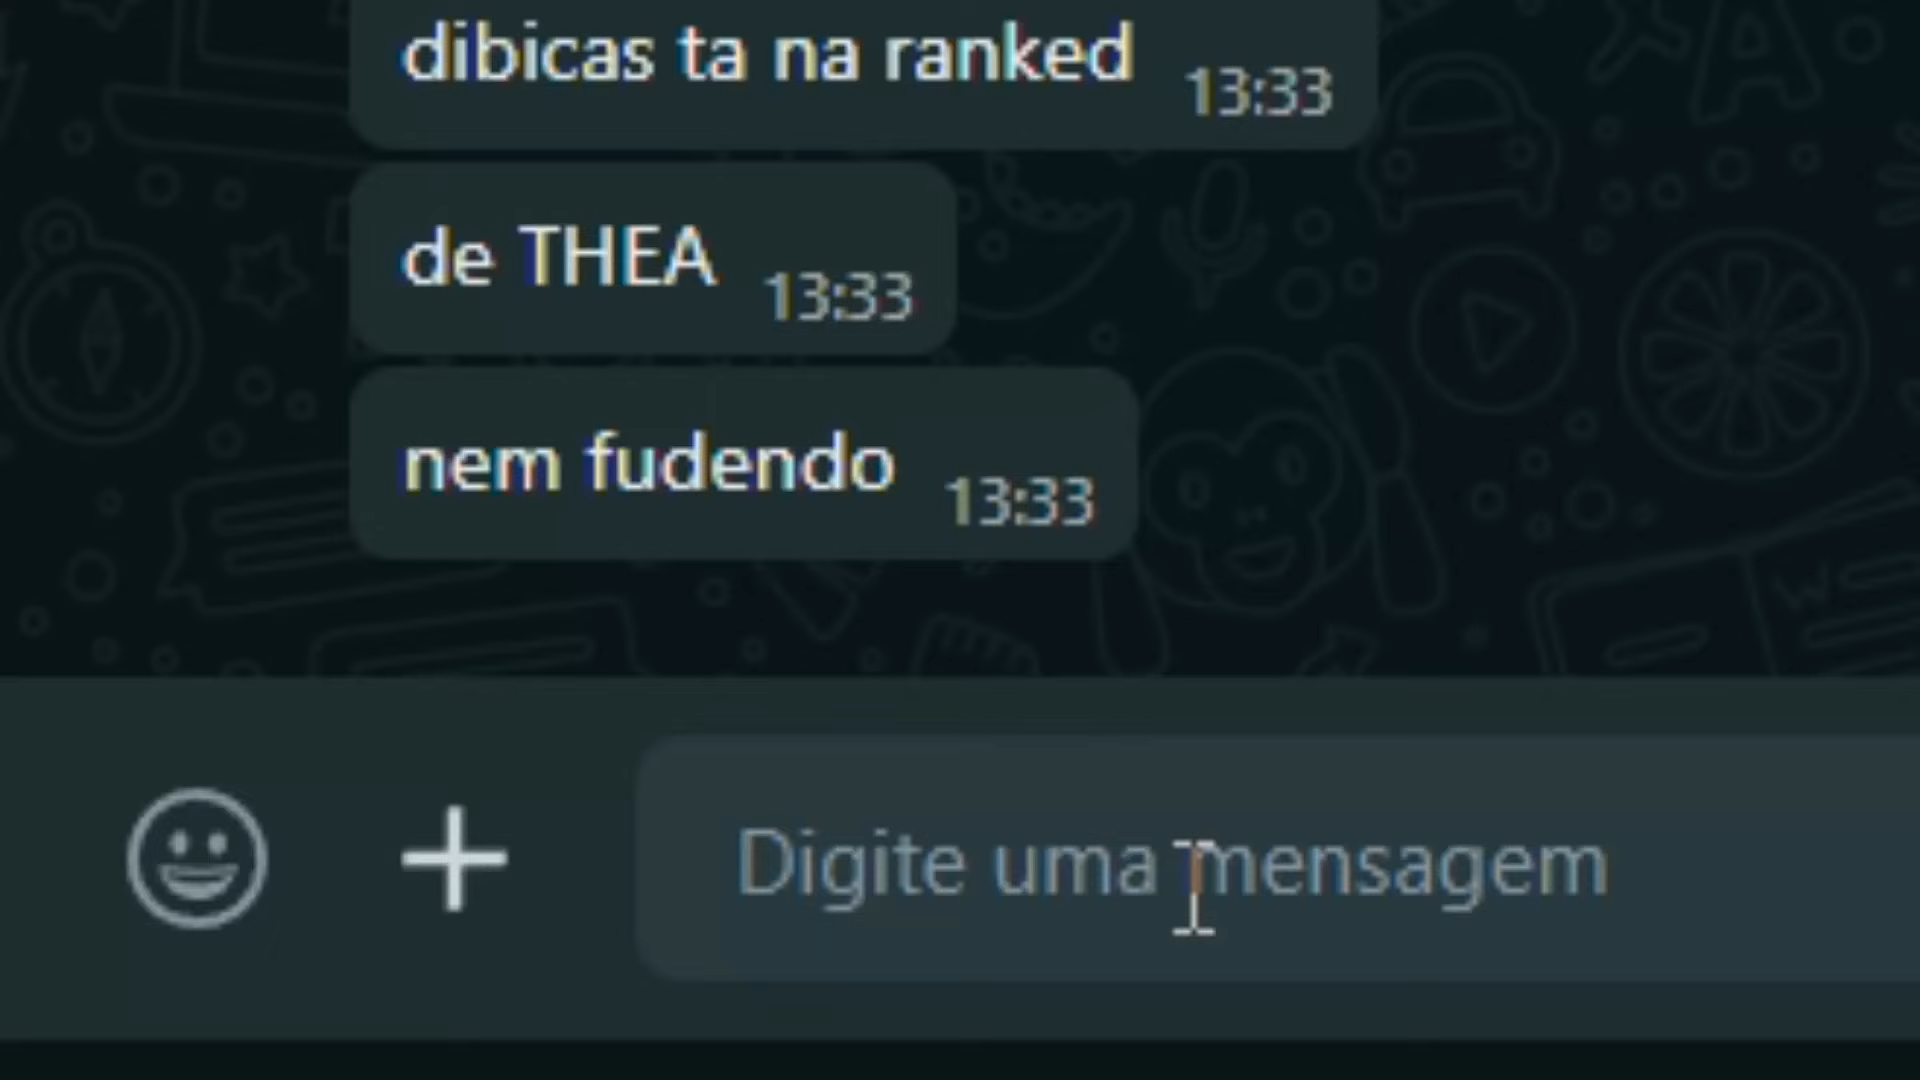 dibicas ta na ranked 13:33
de THEA 13:33
nem fudendo 13:33
Digite uma mensagem